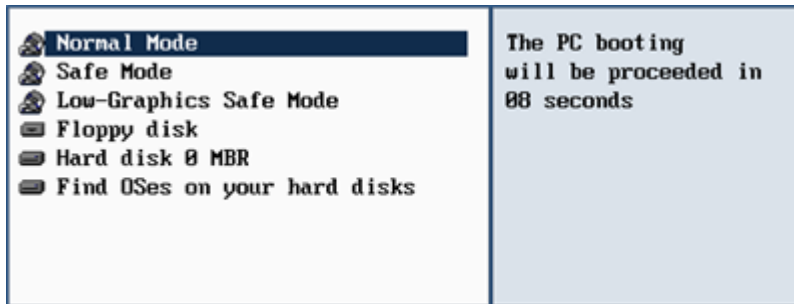 Normal Mode
Safe Mode
Low-Graphics Safe Mode
Floppy disk
Hard disk 0 MBR
Find OSes on your hard disks
The PC booting
will be proceeded in
08 seconds